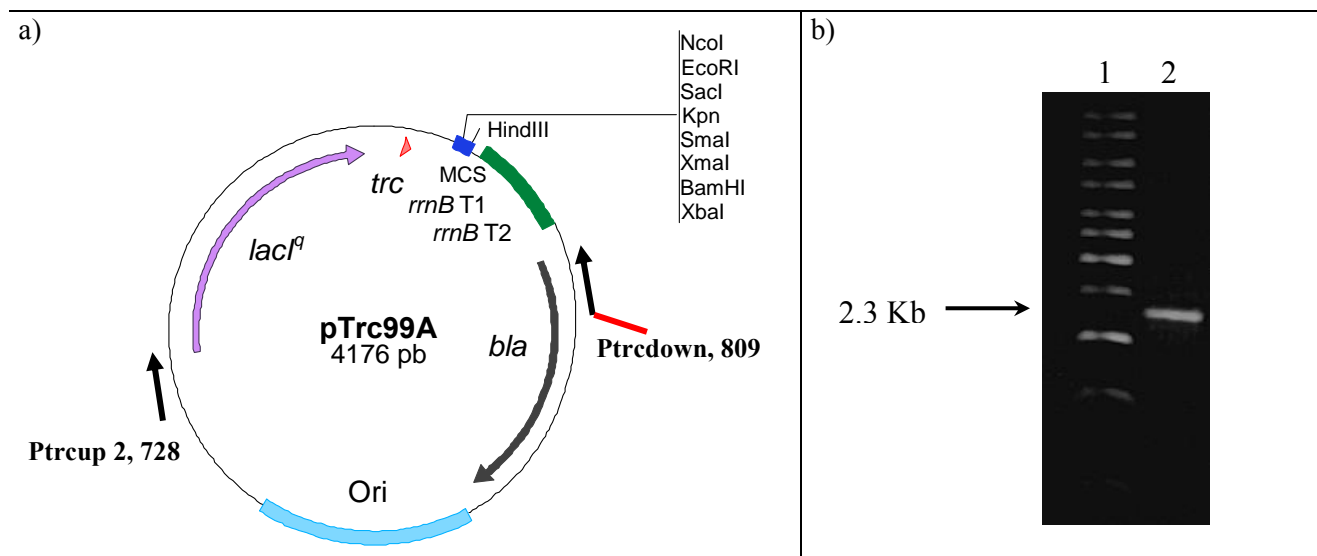 a)
NcoI
EcoRI
SacI
Kpn
SmaI
XmaI
BamHI
XbaI
HindIII
MCS
trc
rrnB T1
rrnB T2
lacIq
pTrc99A
4176 pb
bla
Ptrcdown, 809
Ptrcup 2, 728
Ori
b)
1 2
2.3 Kb